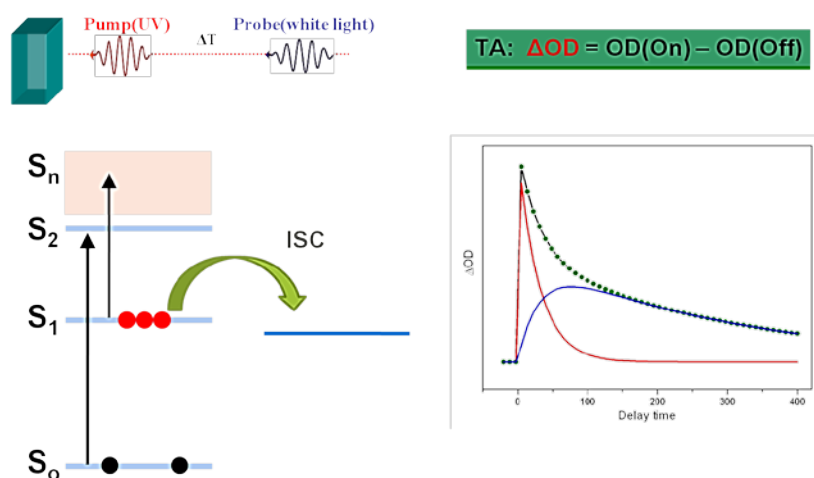 Pump(UV)
ΔT
Probe(white light)
TA: ΔOD = OD(On) – OD(Off)
Sn
S2
ISC
S1
So
ΔOD
0
100
200
300
400
Delay time